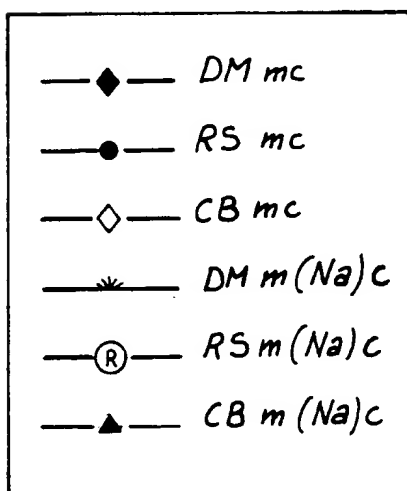 DM mc
RS mc
CB mc
DM m(Na)c
R RS m(Na)c
CB m(Na)c